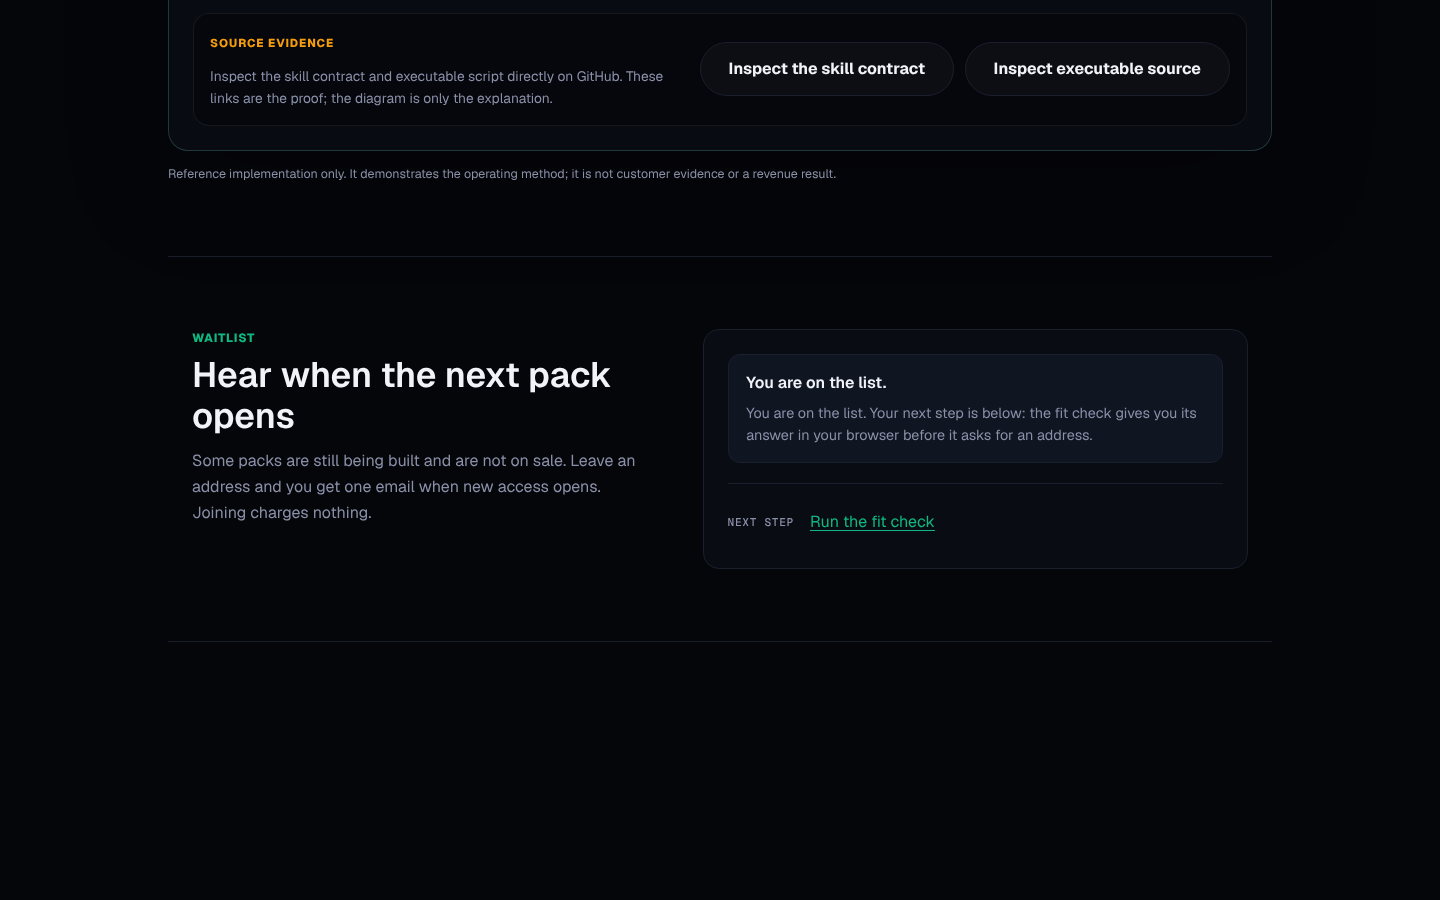 SOURCE EVIDENCE
Inspect the skill contract and executable script directly on GitHub. These
links are the proof; the diagram is only the explanation.
Inspect the skill contract
Inspect executable source
Reference implementation only. It demonstrates the operating method; it is not customer evidence or a revenue result.
WAITLIST
Hear when the next pack
opens
Some packs are still being built and are not on sale. Leave an
address and you get one email when new access opens.
Joining charges nothing.
You are on the list.
You are on the list. Your next step is below: the fit check gives you its
answer in your browser before it asks for an address.
NEXT STEP Run the fit check